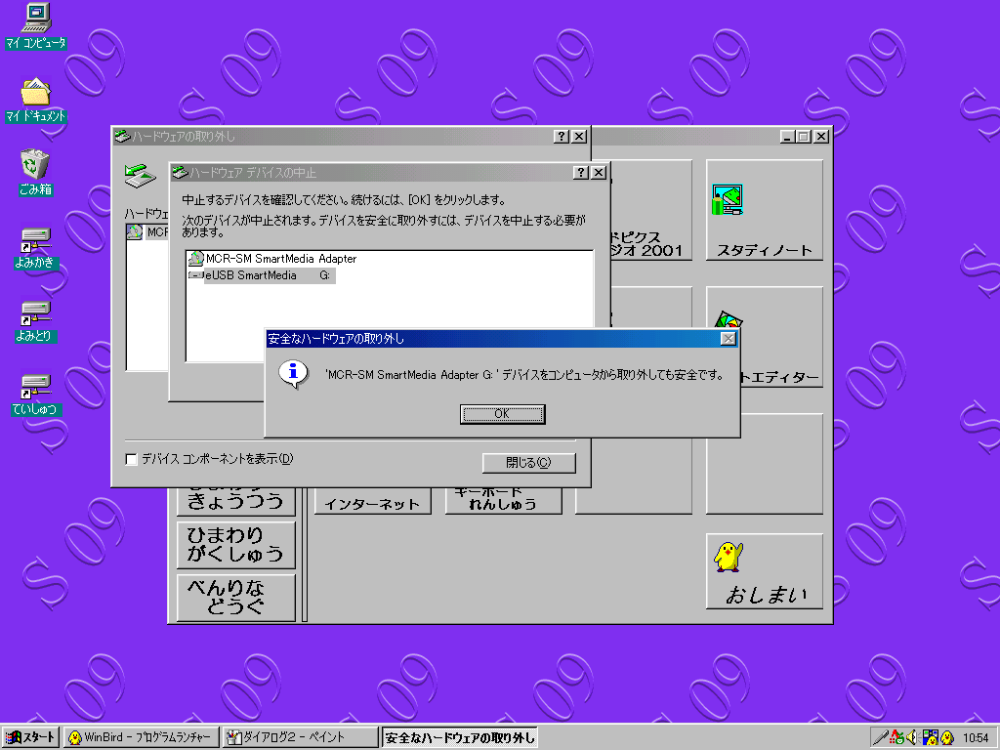 マイ コンピュータ
マイ ドキュメント
ごみ箱
よみかき
よみとり
ていしゅつ
ハードウェアの取り外し
ハードウェ
MCR
ハードウェア デバイスの中止
中止するデバイスを確認してください。続けるには、[OK] をクリックします。
次のデバイスが中止されます。デバイスを安全に取り外すには、デバイスを中止する必要が
あります。
MCR-SM SmartMedia Adapter
eUSB SmartMedia G:
安全なハードウェアの取り外し
'MCR-SM SmartMedia Adapter G: ' デバイスをコンピュータから取り外しても安全です。
OK
デバイス コンポーネントを表示(D)
閉じる(C)
ドピクス
ジオ 2001
スタディノート
トエディター
きょうつう
インターネット
キーボード
れんしゅう
ひまわり
がくしゅう
べんりな
どうぐ
おしまい
S 09
スタート
WinBird - プログラムランチャー
ダイアログ2 - ペイント
安全なハードウェアの取り外し
10:54